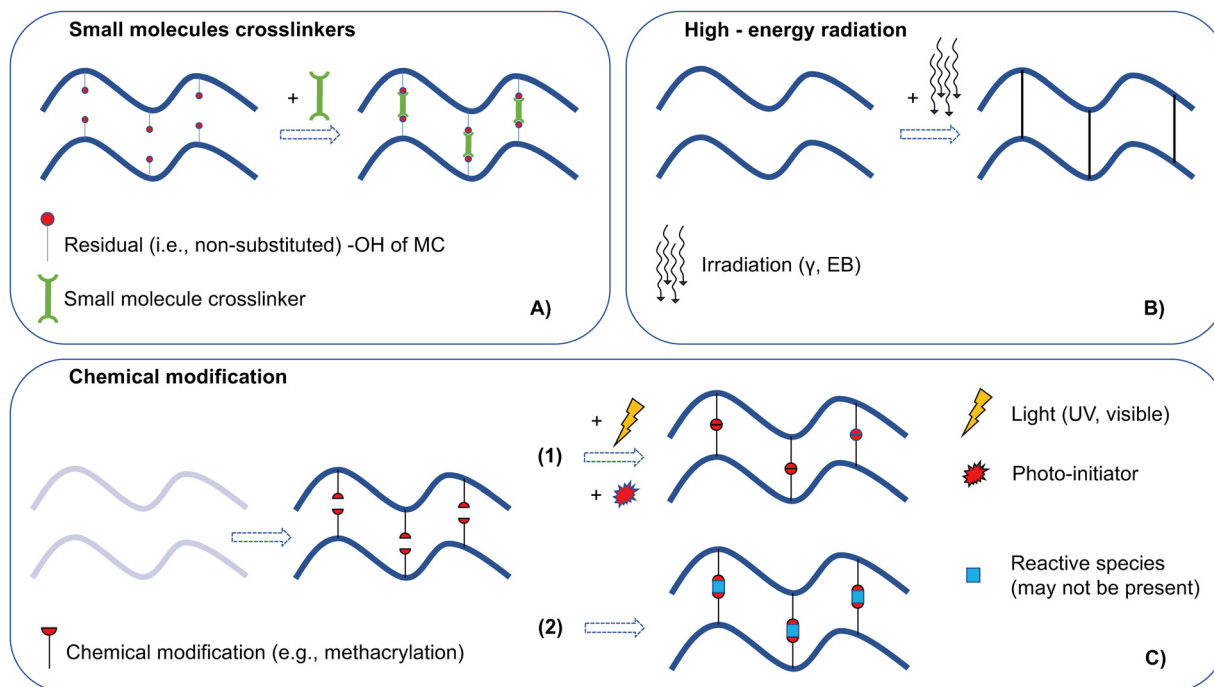 Small molecules crosslinkers
+
Residual (i.e., non-substituted) -OH of MC
Small molecule crosslinker
A)
High - energy radiation
+
Irradiation (γ, EB)
B)
Chemical modification
(1)
+
+
(2)
Chemical modification (e.g., methacrylation)
Light (UV, visible)
Photo-initiator
Reactive species
(may not be present)
C)